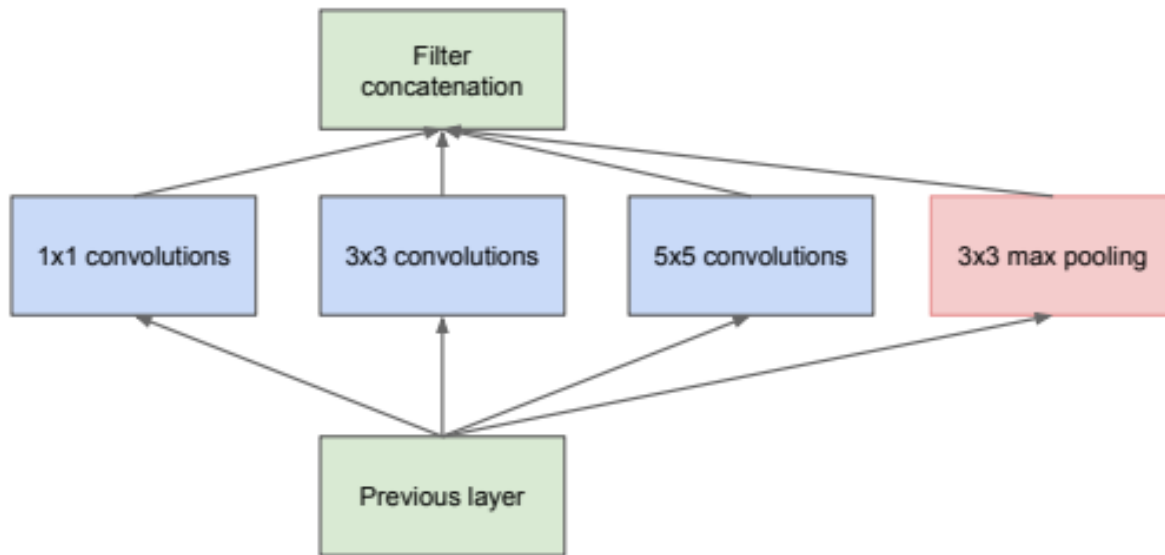 Filter
concatenation
1x1 convolutions
3x3 convolutions
5x5 convolutions
3x3 max pooling
Previous layer